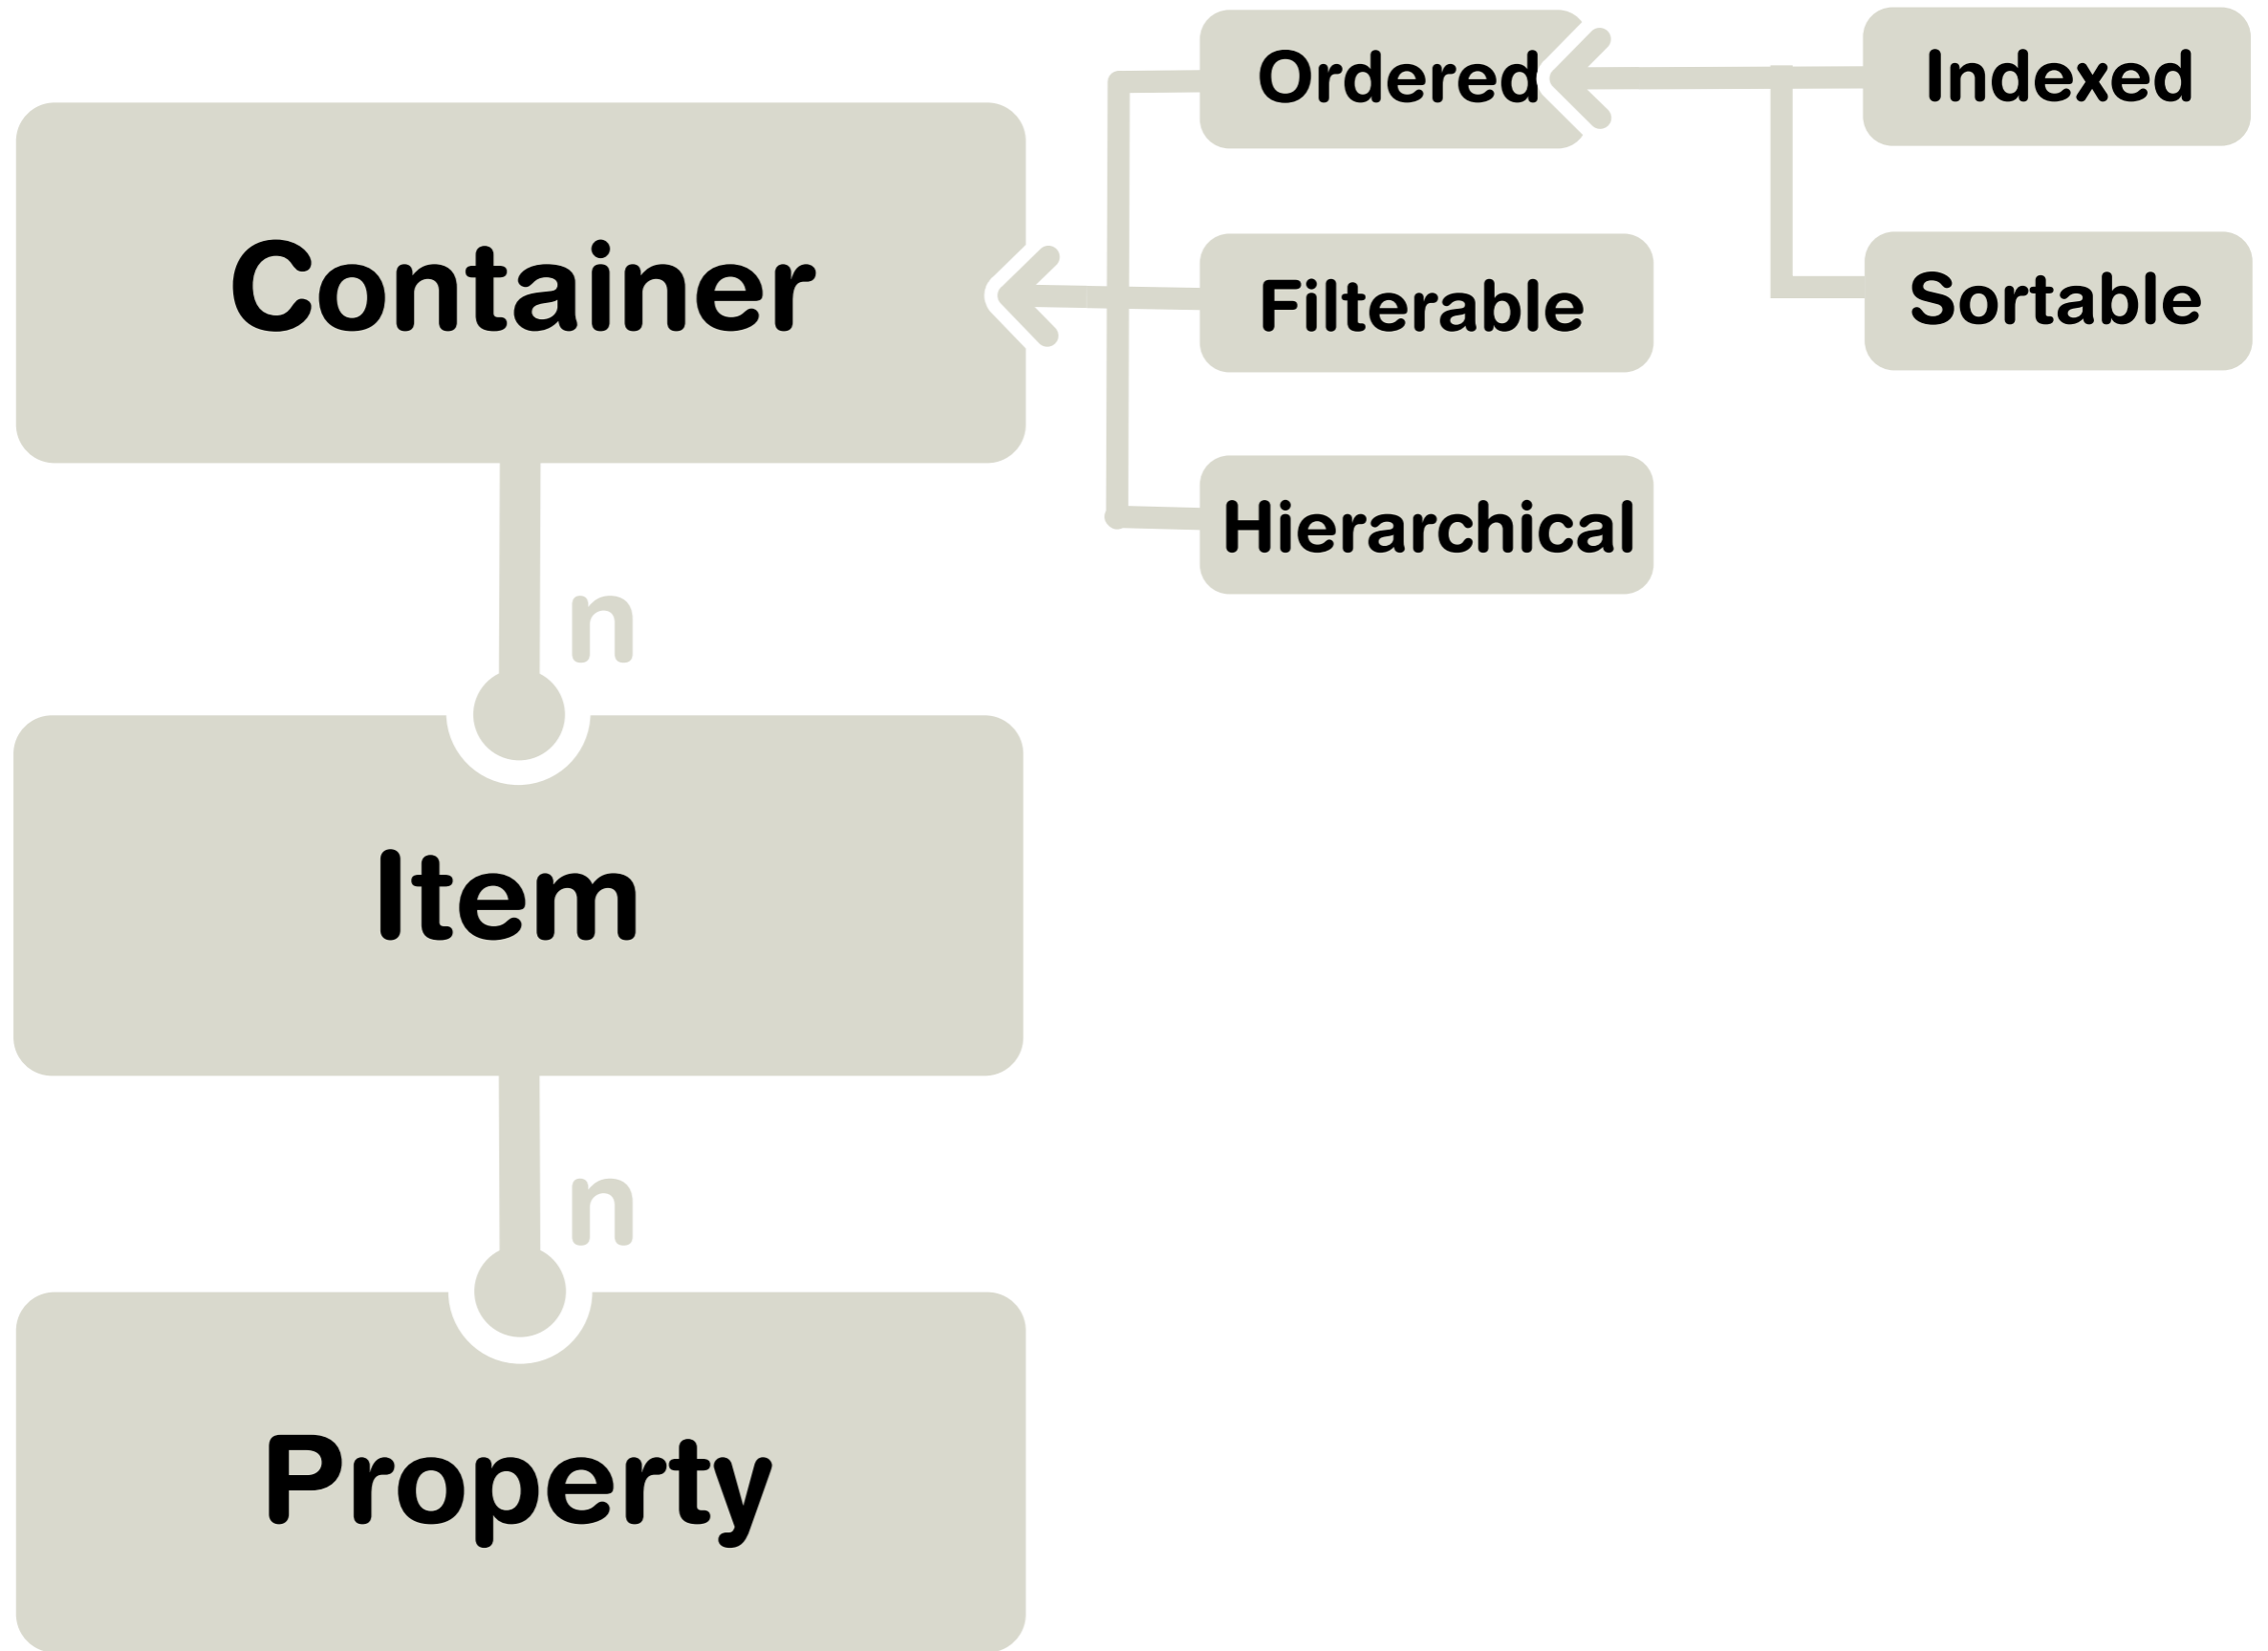 Container
Ordered
Indexed
Filterable
Sortable
Hierarchical
n
Item
n
Property